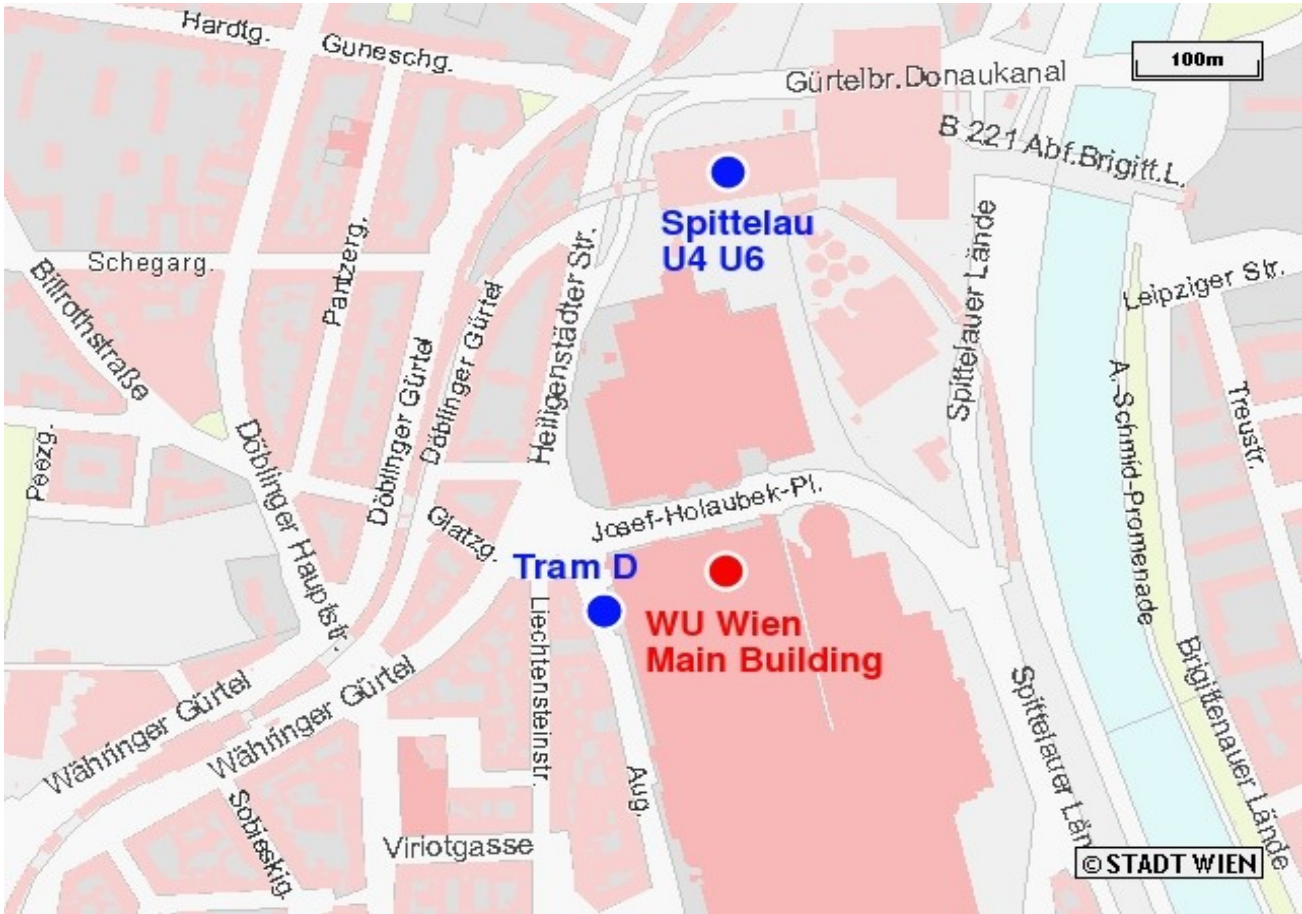 Hardtg.
Guneschg.
100m
Gürtelbr.Donaukanal
B 221 Abf.Brigitt.L.
Spittelau
U4 U6
Schegarg.
Billrothstraße
Pantzerg.
Döblinger Gürtel
Döblinger Gürtel
Heiligenstädter Str.
Spittelauer Lände
Leipziger Str.
A.-Schmid-Promenade
Treustr.
Peezg.
Döblinger Hauptstr.
Glatzg.
Josef-Holaubek-Pl.
Tram D
WU Wien
Main Building
Liechtensteinstr.
Währinger Gürtel
Währinger Gürtel
Spittelauer Län
Brigittenauer Lände
Aug.
Sobieskig.
Viriotgasse
© STADT WIEN